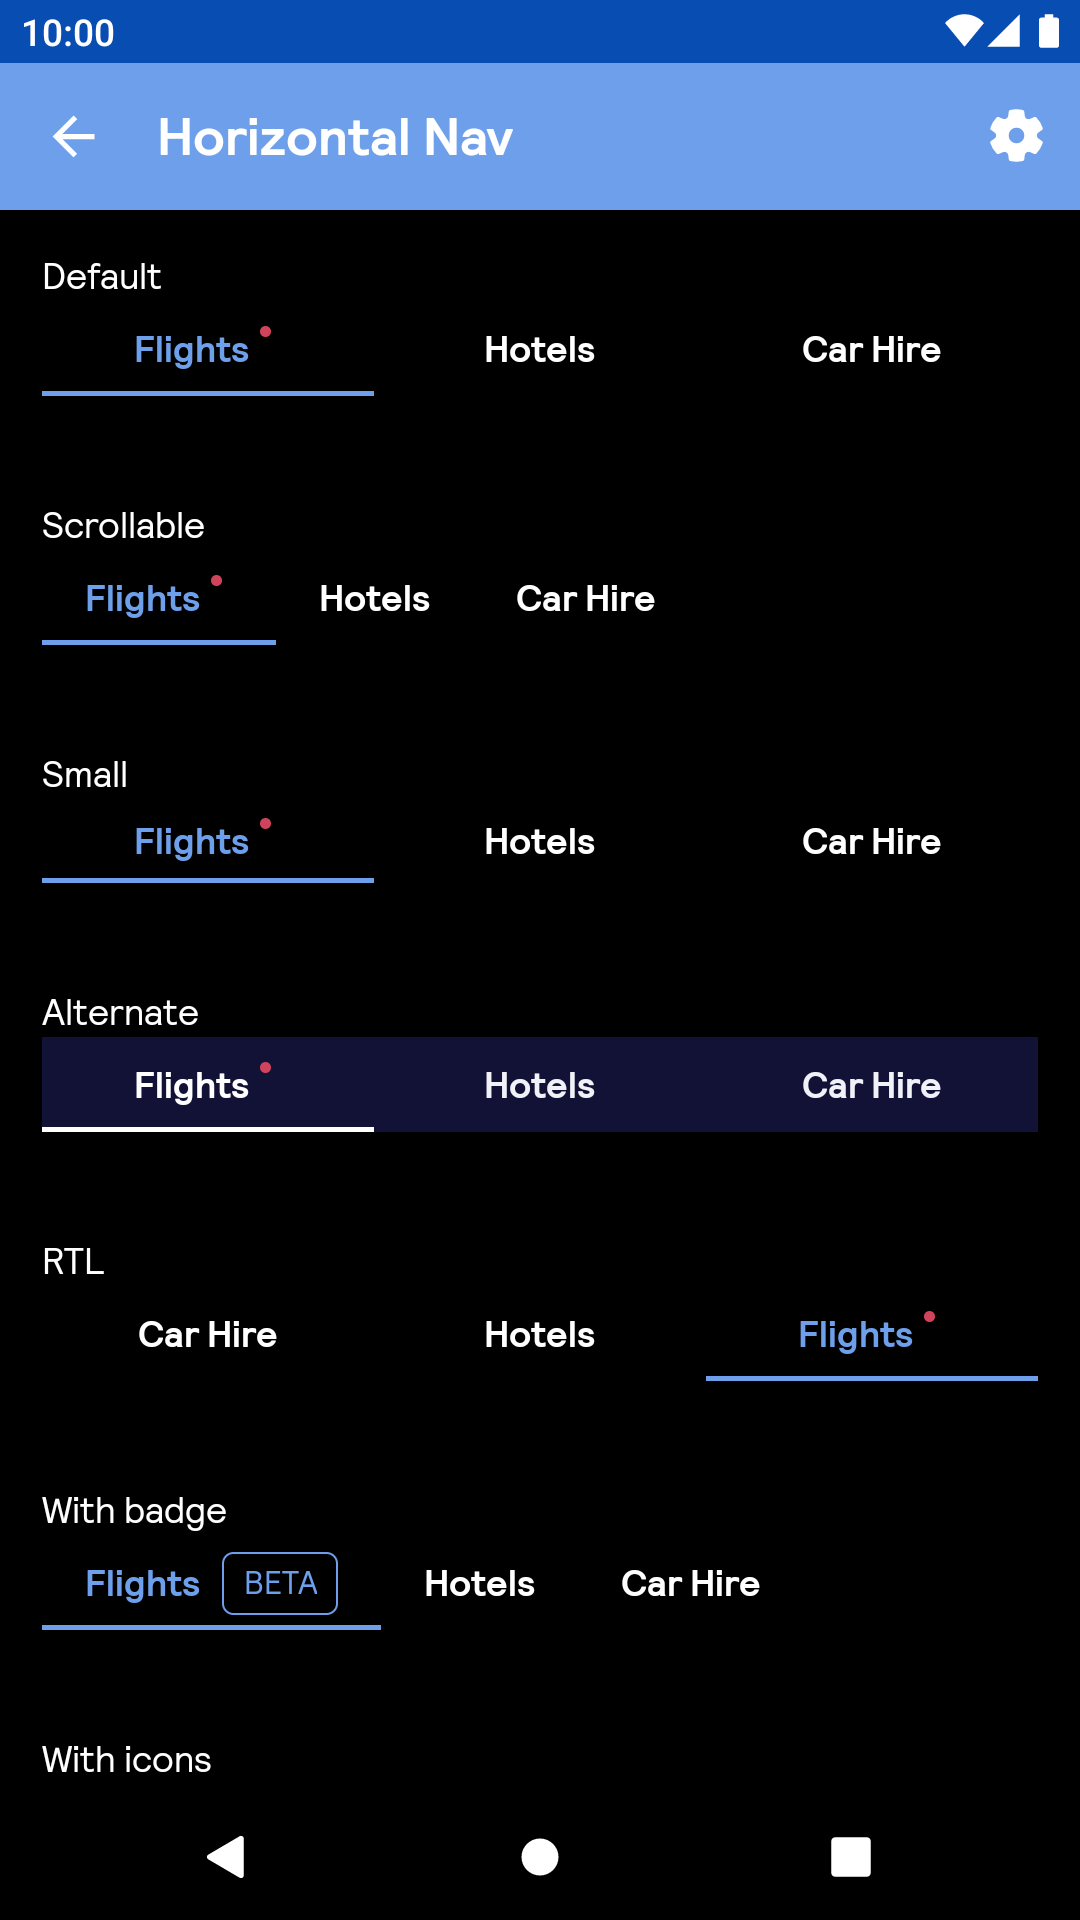 10:00
Horizontal Nav
Default
Flights Hotels Car Hire
Scrollable
Flights Hotels Car Hire
Small
Flights Hotels Car Hire
Alternate
Flights Hotels Car Hire
RTL
Car Hire Hotels Flights
With badge
Flights BETA Hotels Car Hire
With icons